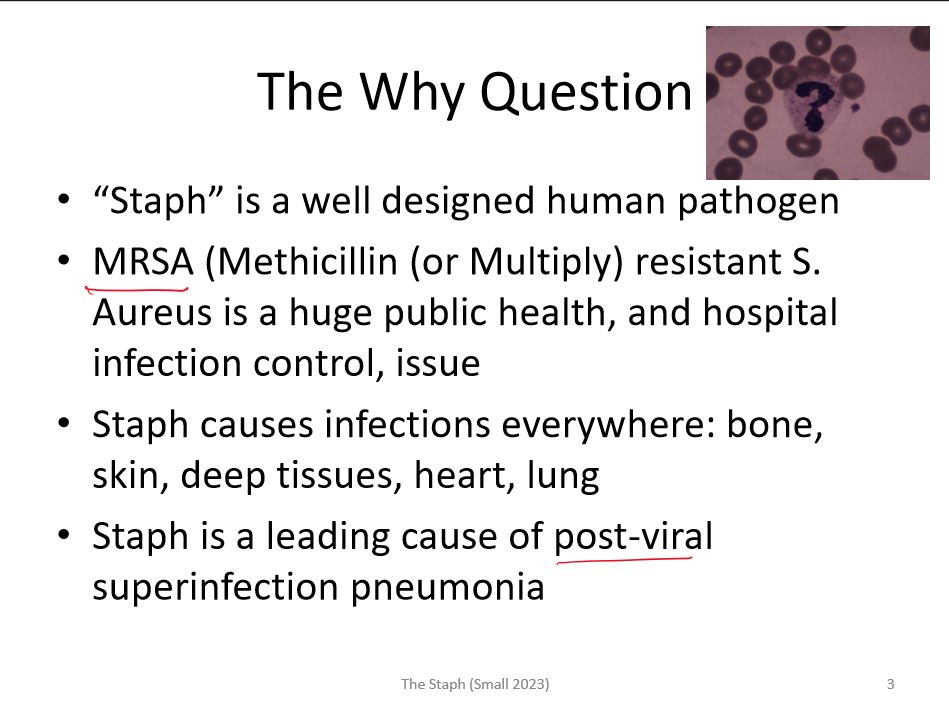 The Why Question
• “Staph” is a well designed human pathogen
• MRSA (Methicillin (or Multiply) resistant S.
Aureus is a huge public health, and hospital
infection control, issue
• Staph causes infections everywhere: bone,
skin, deep tissues, heart, lung
• Staph is a leading cause of post-viral
superinfection pneumonia
The Staph (Small 2023)
3